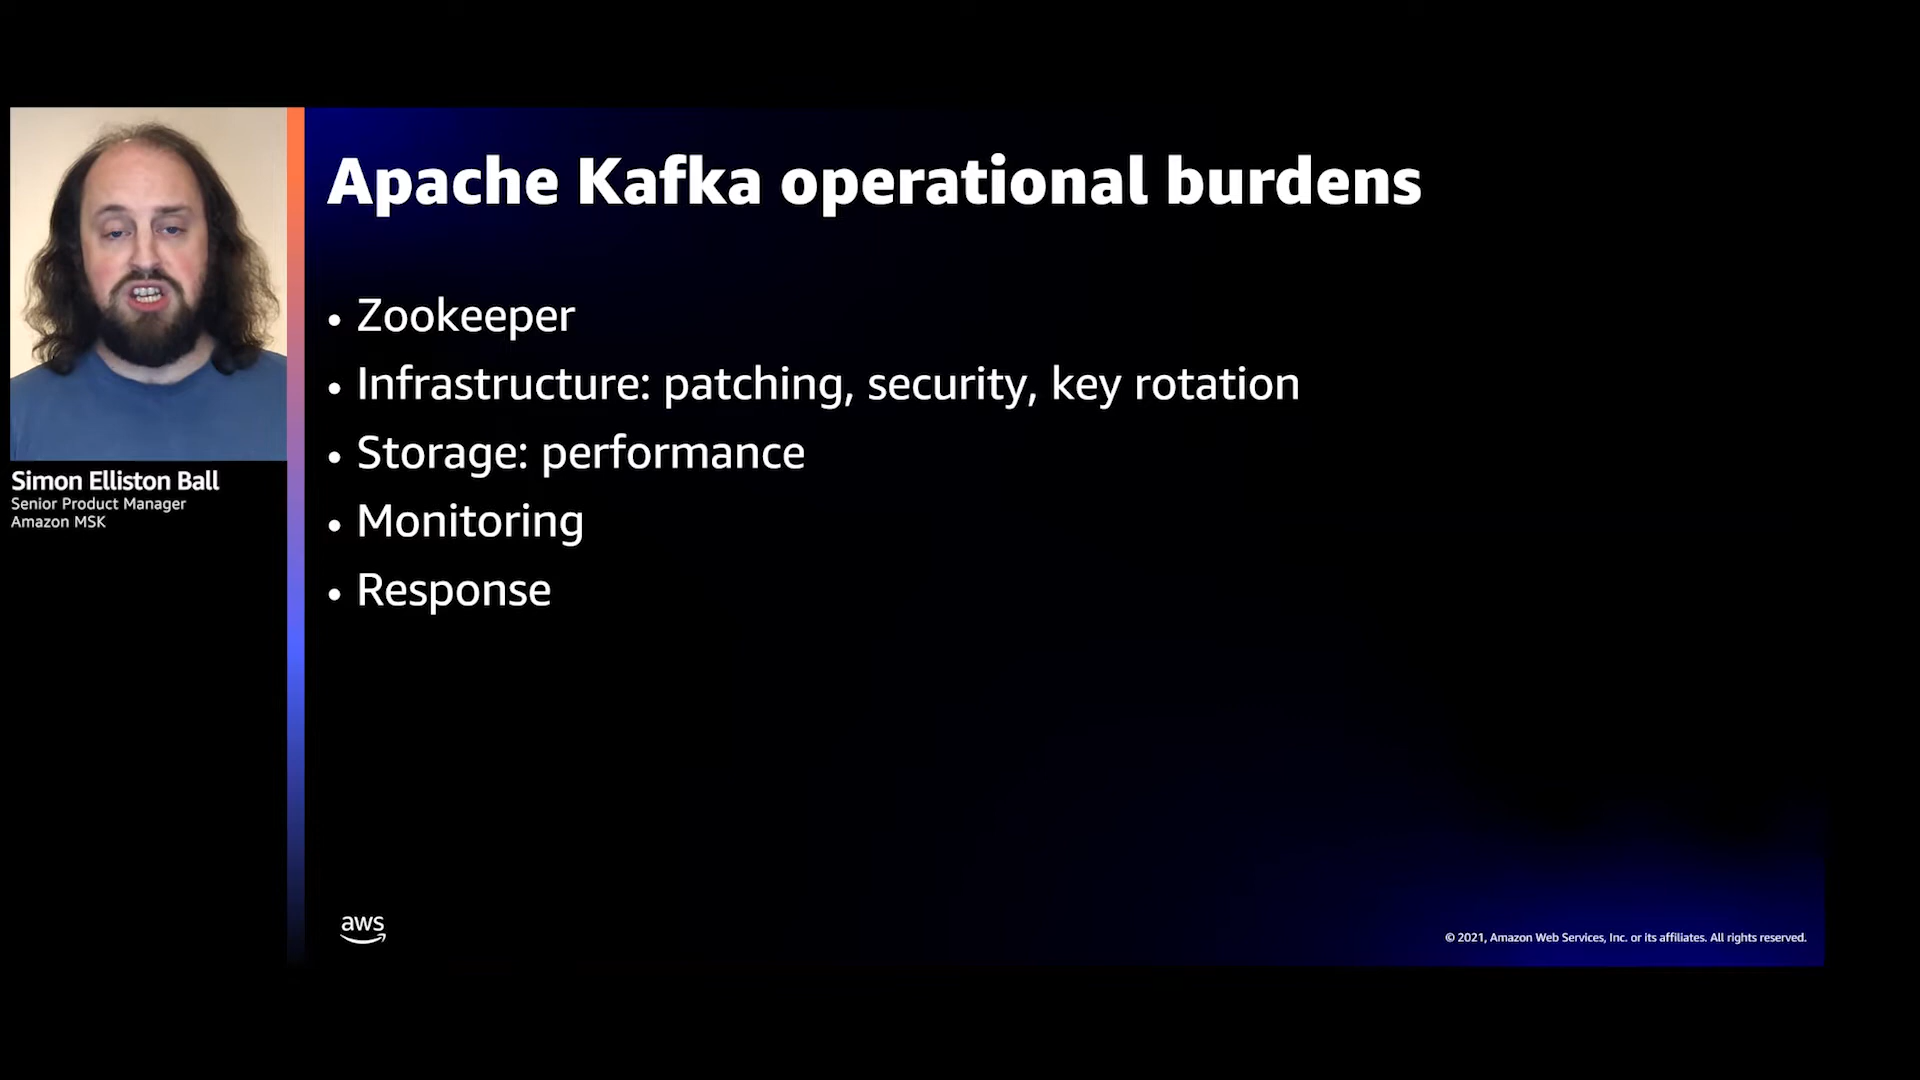 Apache Kafka operational burdens
• Zookeeper
• Infrastructure: patching, security, key rotation
• Storage: performance
• Monitoring
• Response
Simon Elliston Ball
Senior Product Manager
Amazon MSK
aws
© 2021, Amazon Web Services, Inc. or its affiliates. All rights reserved.